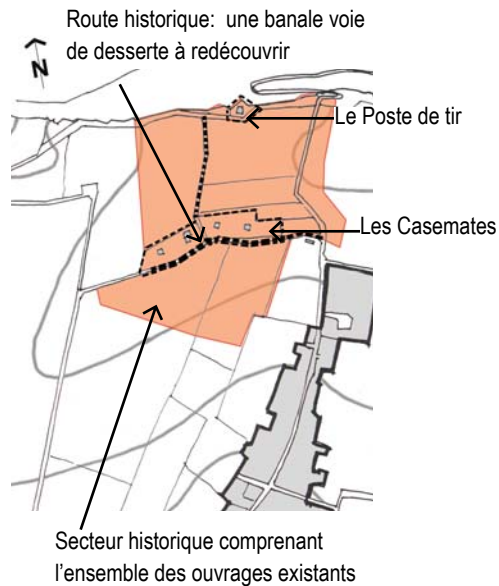 Route historique: une banale voie
de desserte à redécouvrir
N
Le Poste de tir
Les Casemates
Secteur historique comprenant
l'ensemble des ouvrages existants